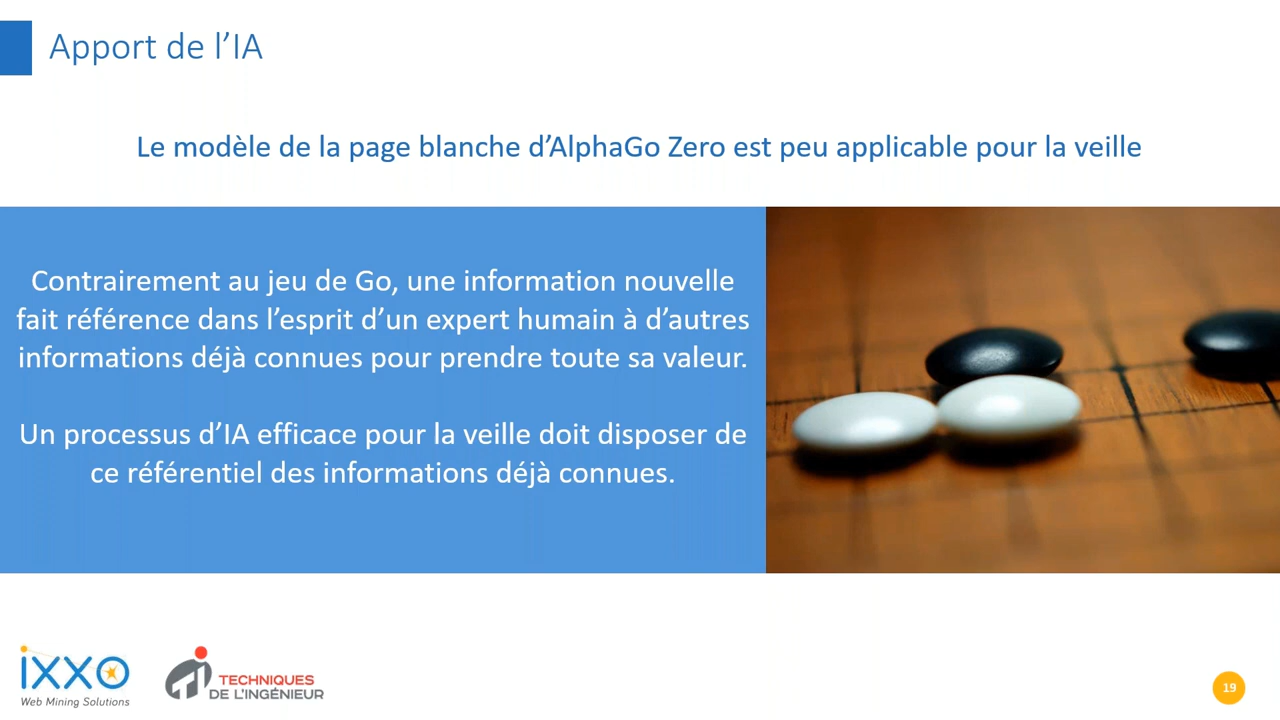 Apport de l’IA
Le modèle de la page blanche d’AlphaGo Zero est peu applicable pour la veille
Contrairement au jeu de Go, une information nouvelle
fait référence dans l’esprit d’un expert humain à d’autres
informations déjà connues pour prendre toute sa valeur.
Un processus d’IA efficace pour la veille doit disposer de
ce référentiel des informations déjà connues.
ixxo
Web Mining Solutions
TECHNIQUES
DE L'INGÉNIEUR
19